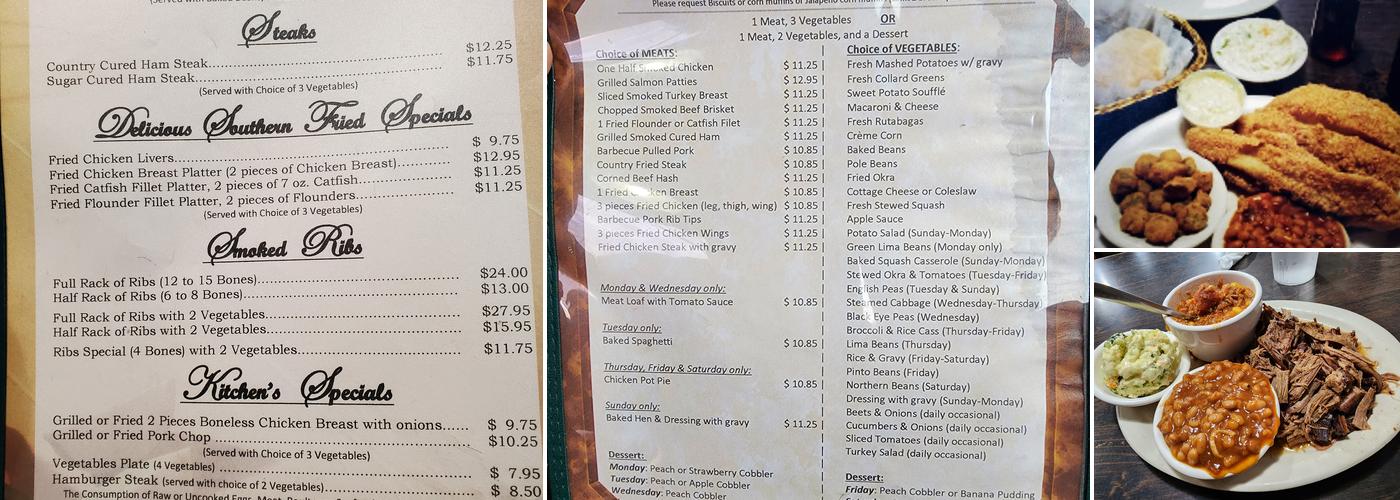 Steaks
Country Cured Ham Steak........ $12.25
Sugar Cured Ham Steak........ $11.75
(Served with Choice of 3 Vegetables)
Delicious Southern Fried Specials
Fried Chicken Livers........ $ 9.75
Fried Chicken Breast Platter (2 pieces of Chicken Breast)........ $12.95
Fried Catfish Fillet Platter, 2 pieces of 7 oz. Catfish........ $11.25
Fried Flounder Fillet Platter, 2 pieces of Flounders........ $11.25
(Served with Choice of 3 Vegetables)
Smoked Ribs
Full Rack of Ribs (12 to 15 Bones)........ $24.00
Half Rack of Ribs (6 to 8 Bones)........ $13.00
Full Rack of Ribs with 2 Vegetables........ $27.95
Half Rack of Ribs with 2 Vegetables........ $15.95
Ribs Special (4 Bones) with 2 Vegetables........ $11.75
Kitchen's Specials
Grilled or Fried 2 Pieces Boneless Chicken Breast with onions...... $ 9.75
Grilled or Fried Pork Chop ........ $10.25
(Served with Choice of 3 Vegetables)
Vegetables Plate (4 Vegetables) ........ $ 7.95
Hamburger Steak (served with choice of 2 Vegetables)........ $ 8.50
The Consumption of Raw or Uncooked Eggs, Meat,
Please request Biscuits or corn muffins or Jalapeño corn
1 Meat, 3 Vegetables OR
1 Meat, 2 Vegetables, and a Dessert
Choice of MEATS:
One Half Smoked Chicken $ 11.25
Grilled Salmon Patties $ 12.95
Sliced Smoked Turkey Breast $ 11.25
Chopped Smoked Beef Brisket $ 11.25
1 Fried Flounder or Catfish Filet $ 11.25
Grilled Smoked Cured Ham $ 11.25
Barbecue Pulled Pork $ 10.85
Country Fried Steak $ 10.85
Corned Beef Hash $ 11.25
1 Fried Chicken Breast $ 10.85
3 pieces Fried Chicken (leg, thigh, wing) $ 10.85
Barbecue Pork Rib Tips $ 11.25
3 pieces Fried Chicken Wings $ 11.25
Fried Chicken Steak with gravy $ 11.25
Monday & Wednesday only:
Meat Loaf with Tomato Sauce $ 10.85
Tuesday only:
Baked Spaghetti $ 10.85
Thursday, Friday & Saturday only:
Chicken Pot Pie $ 10.85
Sunday only:
Baked Hen & Dressing with gravy $ 11.25
Dessert:
Monday: Peach or Strawberry Cobbler
Tuesday: Peach or Apple Cobbler
Wednesday: Peach Cobbler
Choice of VEGETABLES:
Fresh Mashed Potatoes w/ gravy
Fresh Collard Greens
Sweet Potato Soufflé
Macaroni & Cheese
Fresh Rutabagas
Crème Corn
Baked Beans
Pole Beans
Fried Okra
Cottage Cheese or Coleslaw
Fresh Stewed Squash
Apple Sauce
Potato Salad (Sunday-Monday)
Green Lima Beans (Monday only)
Baked Squash Casserole (Sunday-Monday)
Stewed Okra & Tomatoes (Tuesday-Friday)
English Peas (Tuesday & Sunday)
Steamed Cabbage (Wednesday-Thursday)
Black Eye Peas (Wednesday)
Broccoli & Rice Cass (Thursday-Friday)
Lima Beans (Thursday)
Rice & Gravy (Friday-Saturday)
Pinto Beans (Friday)
Northern Beans (Saturday)
Dressing with gravy (Sunday-Monday)
Beets & Onions (daily occasional)
Cucumbers & Onions (daily occasional)
Sliced Tomatoes (daily occasional)
Turkey Salad (daily occasional)
Dessert:
Friday: Peach Cobbler or Banana Pudding